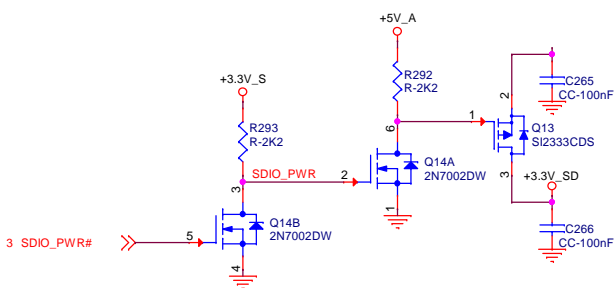 +5V_A
R292
R-2K2
2
C265
CC-100nF
+3.3V_S
6
1
Q13
SI2333CDS
R293
R-2K2
3
SDIO_PWR
2
Q14A
2N7002DW
3
+3.3V_SD
1
Q14B
2N7002DW
3 SDIO_PWR#
5
4
C266
CC-100nF